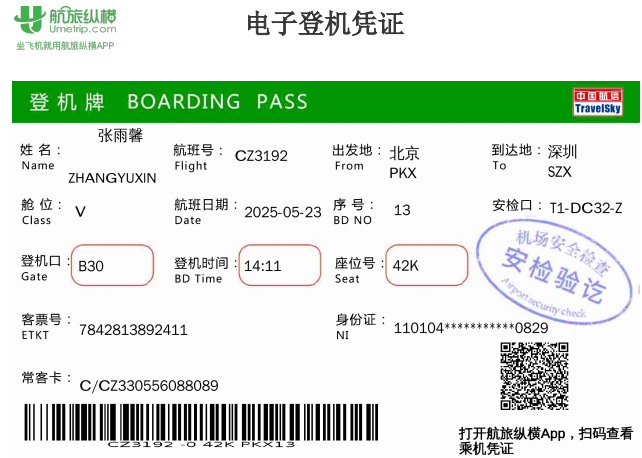 航旅纵横
Umetrip.com
坐飞机就用航旅纵横APP
电子登机凭证
登机牌 BOARDING PASS
中国航信
TravelSky
姓名： 张雨馨
Name ZHANGYUXIN
航班号： CZ3192
Flight
出发地： 北京
From PKX
到达地： 深圳
To SZX
舱位： V
Class
航班日期： 2025-05-23
Date
序号： 13
BD NO
安检口： T1-DC32-Z
登机口： B30
Gate
登机时间： 14:11
BD Time
座位号： 42K
Seat
机场安全检查
安检验讫
Airport security check
客票号： 7842813892411
ETKT
身份证： 110104***********0829
NI
常客卡： C/CZ330556088089
CZ3192 -0 42K PKX13
打开航旅纵横App，扫码查看
乘机凭证